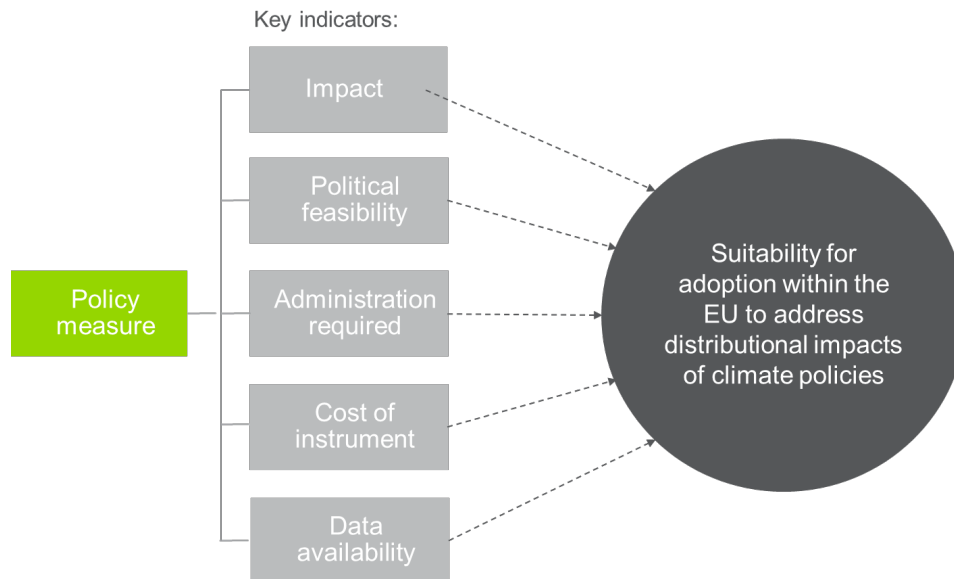 Key indicators:
Impact
Political
feasibility
Policy
measure
Administration
required
Cost of
instrument
Data
availability
Suitability for
adoption within the
EU to address
distributional impacts
of climate policies